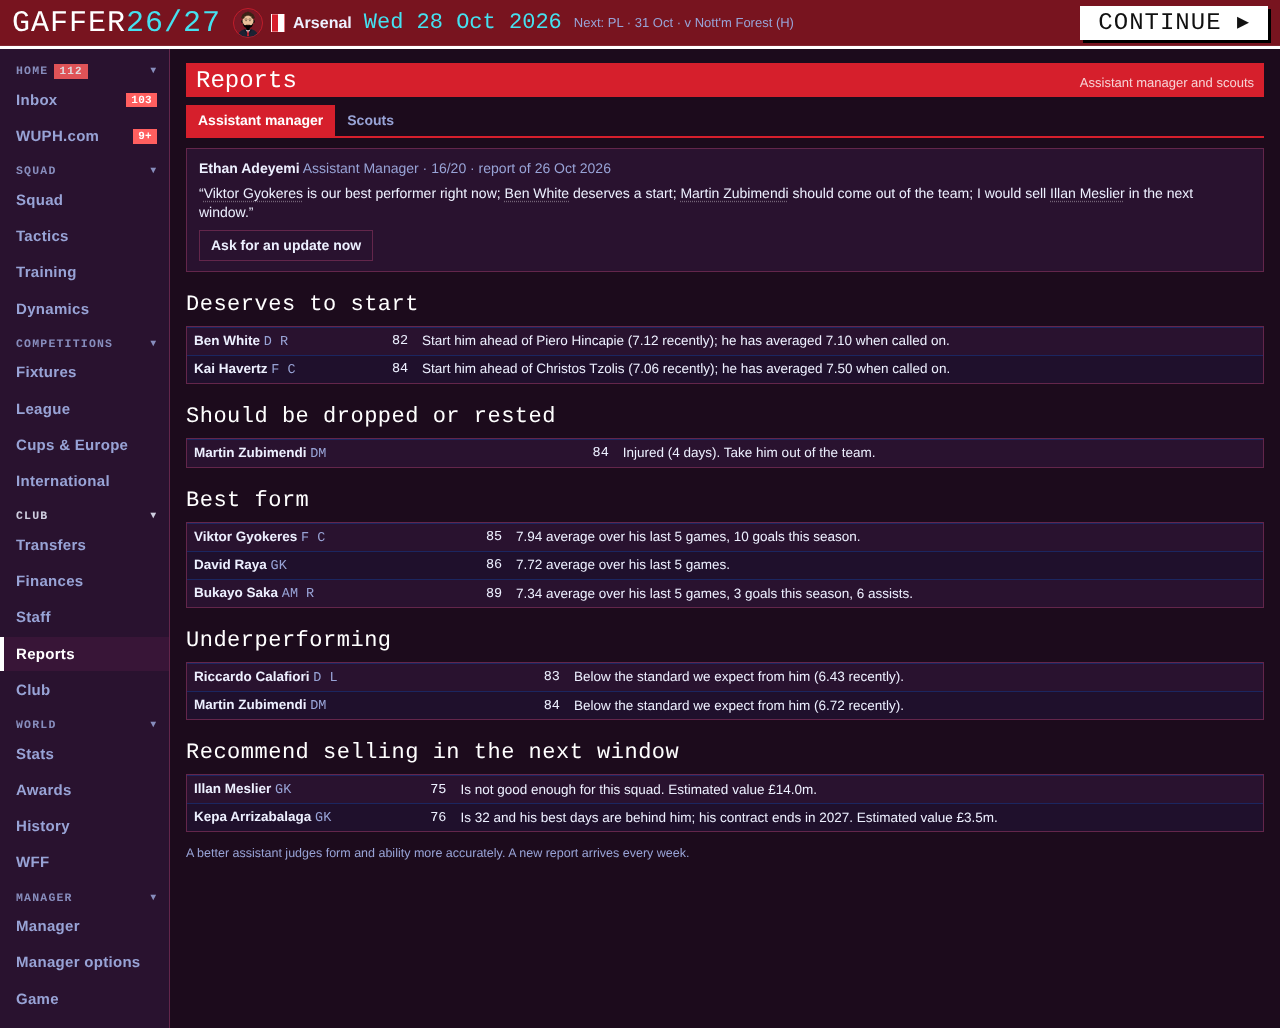 GAFFER26/27 Arsenal Wed 28 Oct 2026 Next: PL · 31 Oct · v Nott'm Forest (H) CONTINUE ►
HOME 112 ▼
Inbox 103
WUPH.com 9+
SQUAD ▼
Squad
Tactics
Training
Dynamics
COMPETITIONS ▼
Fixtures
League
Cups & Europe
International
CLUB ▼
Transfers
Finances
Staff
Reports
Club
WORLD ▼
Stats
Awards
History
WFF
MANAGER ▼
Manager
Manager options
Game
Reports Assistant manager and scouts
Assistant manager Scouts
Ethan Adeyemi Assistant Manager · 16/20 · report of 26 Oct 2026
“Viktor Gyokeres is our best performer right now; Ben White deserves a start; Martin Zubimendi should come out of the team; I would sell Illan Meslier in the next
window.”
Ask for an update now
Deserves to start
Ben White D R 82 Start him ahead of Piero Hincapie (7.12 recently); he has averaged 7.10 when called on.
Kai Havertz F C 84 Start him ahead of Christos Tzolis (7.06 recently); he has averaged 7.50 when called on.
Should be dropped or rested
Martin Zubimendi DM 84 Injured (4 days). Take him out of the team.
Best form
Viktor Gyokeres F C 85 7.94 average over his last 5 games, 10 goals this season.
David Raya GK 86 7.72 average over his last 5 games.
Bukayo Saka AM R 89 7.34 average over his last 5 games, 3 goals this season, 6 assists.
Underperforming
Riccardo Calafiori D L 83 Below the standard we expect from him (6.43 recently).
Martin Zubimendi DM 84 Below the standard we expect from him (6.72 recently).
Recommend selling in the next window
Illan Meslier GK 75 Is not good enough for this squad. Estimated value £14.0m.
Kepa Arrizabalaga GK 76 Is 32 and his best days are behind him; his contract ends in 2027. Estimated value £3.5m.
A better assistant judges form and ability more accurately. A new report arrives every week.